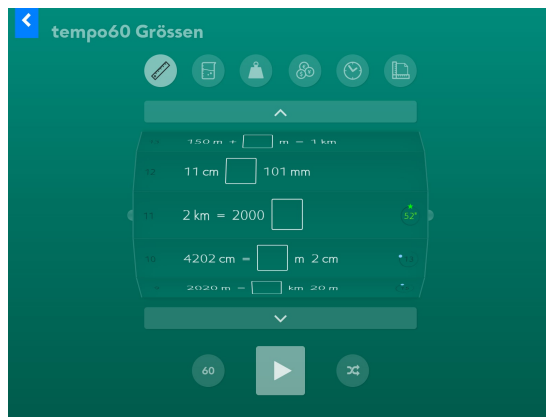 tempo60 Grössen
150 m + m = 1 km
12 11 cm 101 mm
11 2 km = 2000 52"
10 4202 cm = m 2 cm
2020 m = km 20 m
60